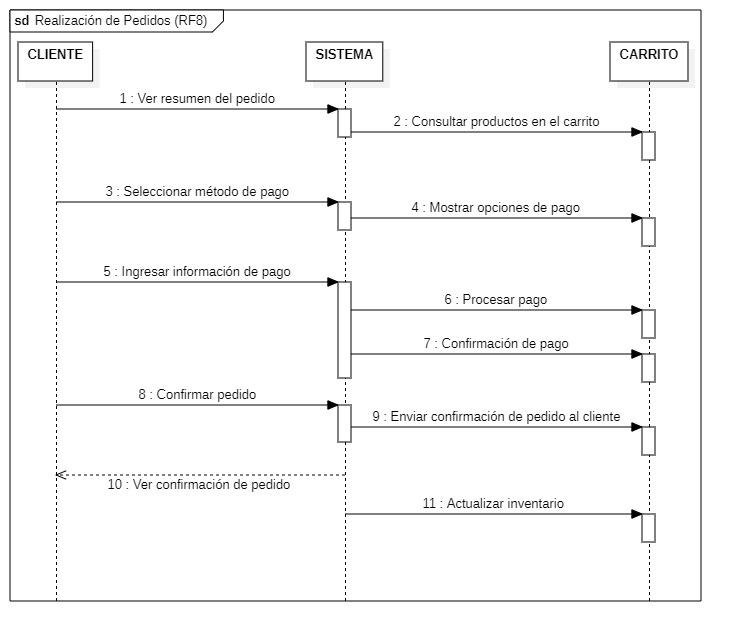 sd Realización de Pedidos (RF8)
CLIENTE
SISTEMA
CARRITO
1 : Ver resumen del pedido
2 : Consultar productos en el carrito
3 : Seleccionar método de pago
4 : Mostrar opciones de pago
5 : Ingresar información de pago
6 : Procesar pago
7 : Confirmación de pago
8 : Confirmar pedido
9 : Enviar confirmación de pedido al cliente
10 : Ver confirmación de pedido
11 : Actualizar inventario